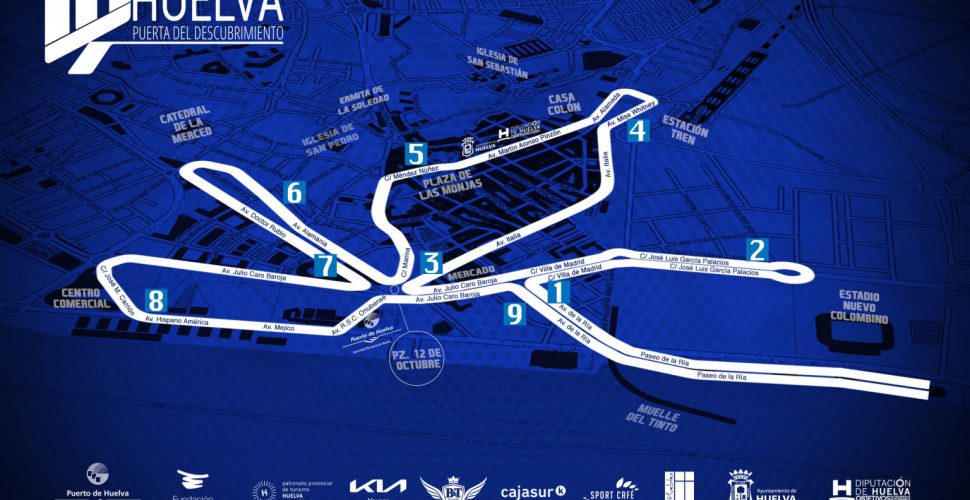 HUELVA
PUERTA DEL DESCUBRIMIENTO
IGLESIA
DE SAN
SEBASTIÁN
ERMITA DE
LA SOLEDAD
CASA
COLÓN
CATEDRAL
DE LA
MERCED
IGLESIA DE
SAN PEDRO
DIPUTACIÓN
DE HUELVA
HUELVA
Av. Alameda
Av. Miss Whitney
4
ESTACIÓN
TREN
5
C/ Méndez Núñez
Av. Martín Alonso Pinzón
PLAZA DE
LAS MONJAS
Av. Italia
6
Av. Doctor Rubio
Av. Alemania
7
C/ Marina
3
Av. Italia
MERCADO
2
C/ José Luis García Palacios
C/ José Luis García Palacios
C/ Villa de Madrid
C/ Villa de Madrid
Av. Julio Caro Baroja
Av. Julio Caro Baroja
Av. Julio Caro Baroja
1
9
CENTRO
COMERCIAL
C/ José M. Carrión
8
Av. Hispano América
Av. Mejico
Av. R.S.C. Onubense
Puerto de Huelva
PZ. 12 DE
OCTUBRE
Av. de la Ría
Av. de la Ría
Paseo de la Ría
Paseo de la Ría
ESTADIO
NUEVO
COLOMBINO
MUELLE
DEL TINTO
Puerto de Huelva
Fundación
patronato provincial
de turismo
HUELVA
KIA
cajasur
SPORT CAFÉ
Ayuntamiento de
HUELVA
DIPUTACIÓN
DE HUELVA